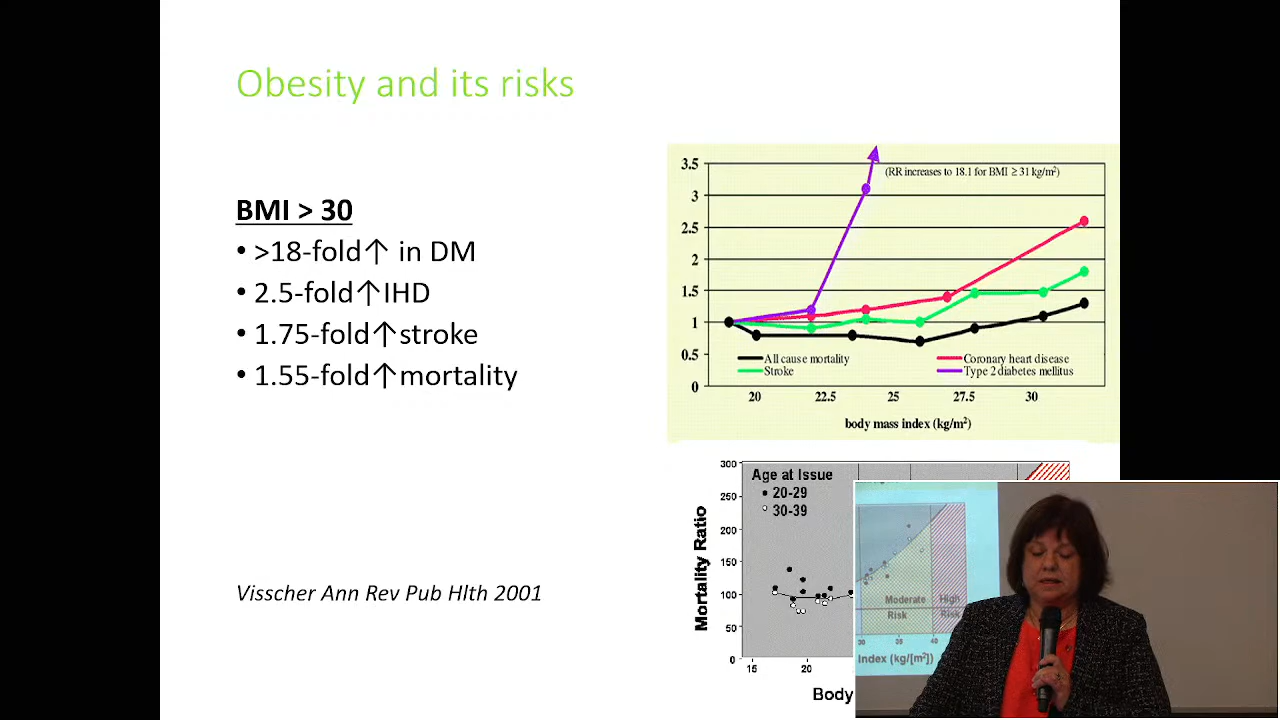 Obesity and its risks
BMI > 30
• >18-fold↑ in DM
• 2.5-fold↑IHD
• 1.75-fold↑stroke
• 1.55-fold↑mortality
Visscher Ann Rev Pub Hlth 2001
3.5
3
2.5
2
1.5
1
0.5
0
(RR increases to 18.1 for BMI ≥ 31 kg/m²)
All cause mortality
Coronary heart disease
Stroke
Type 2 diabetes mellitus
20 22.5 25 27.5 30
body mass index (kg/m²)
300
250
200
150
100
50
0
Mortality Ratio
Age at Issue
• 20-29
◦ 30-39
15 20
Body
Moderate
Risk
High
Risk
30 35 40
Index (kg/[m²])